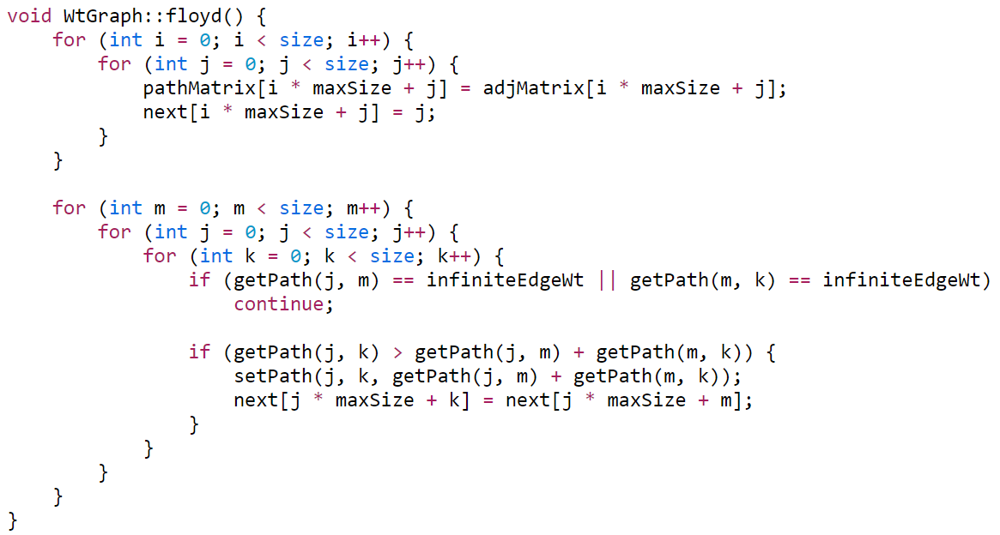 void WtGraph::floyd() {
    for (int i = 0; i < size; i++) {
        for (int j = 0; j < size; j++) {
            pathMatrix[i * maxSize + j] = adjMatrix[i * maxSize + j];
            next[i * maxSize + j] = j;
        }
    }

    for (int m = 0; m < size; m++) {
        for (int j = 0; j < size; j++) {
            for (int k = 0; k < size; k++) {
                if (getPath(j, m) == infiniteEdgeWt || getPath(m, k) == infiniteEdgeWt)
                    continue;

                if (getPath(j, k) > getPath(j, m) + getPath(m, k)) {
                    setPath(j, k, getPath(j, m) + getPath(m, k));
                    next[j * maxSize + k] = next[j * maxSize + m];
                }
            }
        }
    }
}